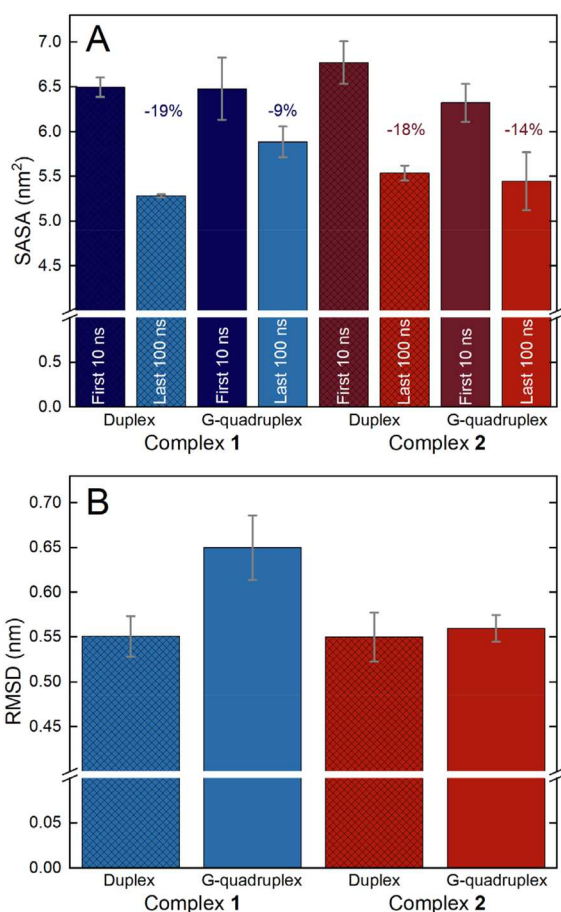 A
7.0
6.5
6.0
5.5
5.0
4.5
0.5
0.0
SASA (nm²)
-19%
-9%
-18%
-14%
First 10 ns
Last 100 ns
First 10 ns
Last 100 ns
First 10 ns
Last 100 ns
First 10 ns
Last 100 ns
Duplex G-quadruplex Duplex G-quadruplex
Complex 1 Complex 2
B
0.70
0.65
0.60
0.55
0.50
0.45
0.05
0.00
RMSD (nm)
Duplex G-quadruplex Duplex G-quadruplex
Complex 1 Complex 2